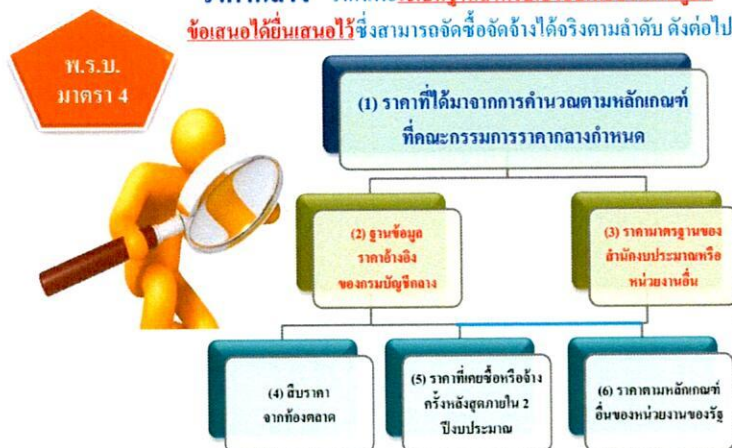 ข้อเสนอได้ยื่นเสนอไว้ซึ่งสามารถจัดซื้อจัดจ้างได้จริงตามลำดับ ดังต่อไป
พ.ร.บ.
มาตรา 4
(1) ราคาที่ได้มาจากการคำนวณตามหลักเกณฑ์
ที่คณะกรรมการราคากลางกำหนด
(2) ฐานข้อมูล
ราคาอ้างอิง
ของกรมบัญชีกลาง
(3) ราคามาตรฐานของ
สำนักงบประมาณหรือ
หน่วยงานอื่น
(4) สืบราคา
จากท้องตลาด
(5) ราคาที่เคยซื้อหรือจ้าง
ครั้งหลังสุดภายใน 2
ปีงบประมาณ
(6) ราคาตามหลักเกณฑ์
อื่นของหน่วยงานของรัฐ